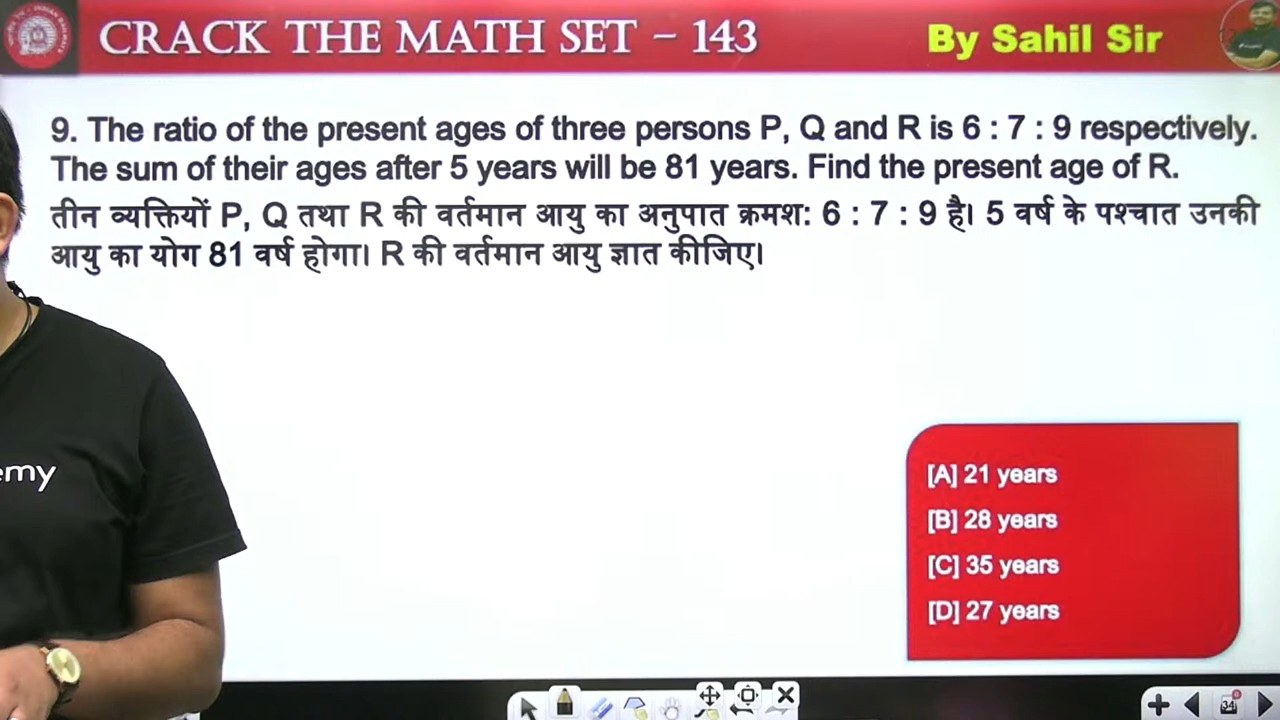 CRACK THE MATH SET – 143
By Sahil Sir
9. The ratio of the present ages of three persons P, Q and R is 6 : 7 : 9 respectively.
The sum of their ages after 5 years will be 81 years. Find the present age of R.
तीन व्यक्तियों P, Q तथा R की वर्तमान आयु का अनुपात क्रमश: 6 : 7 : 9 है। 5 वर्ष के पश्चात उनकी
आयु का योग 81 वर्ष होगा। R की वर्तमान आयु ज्ञात कीजिए।
emy
[A] 21 years
[B] 28 years
[C] 35 years
[D] 27 years
34